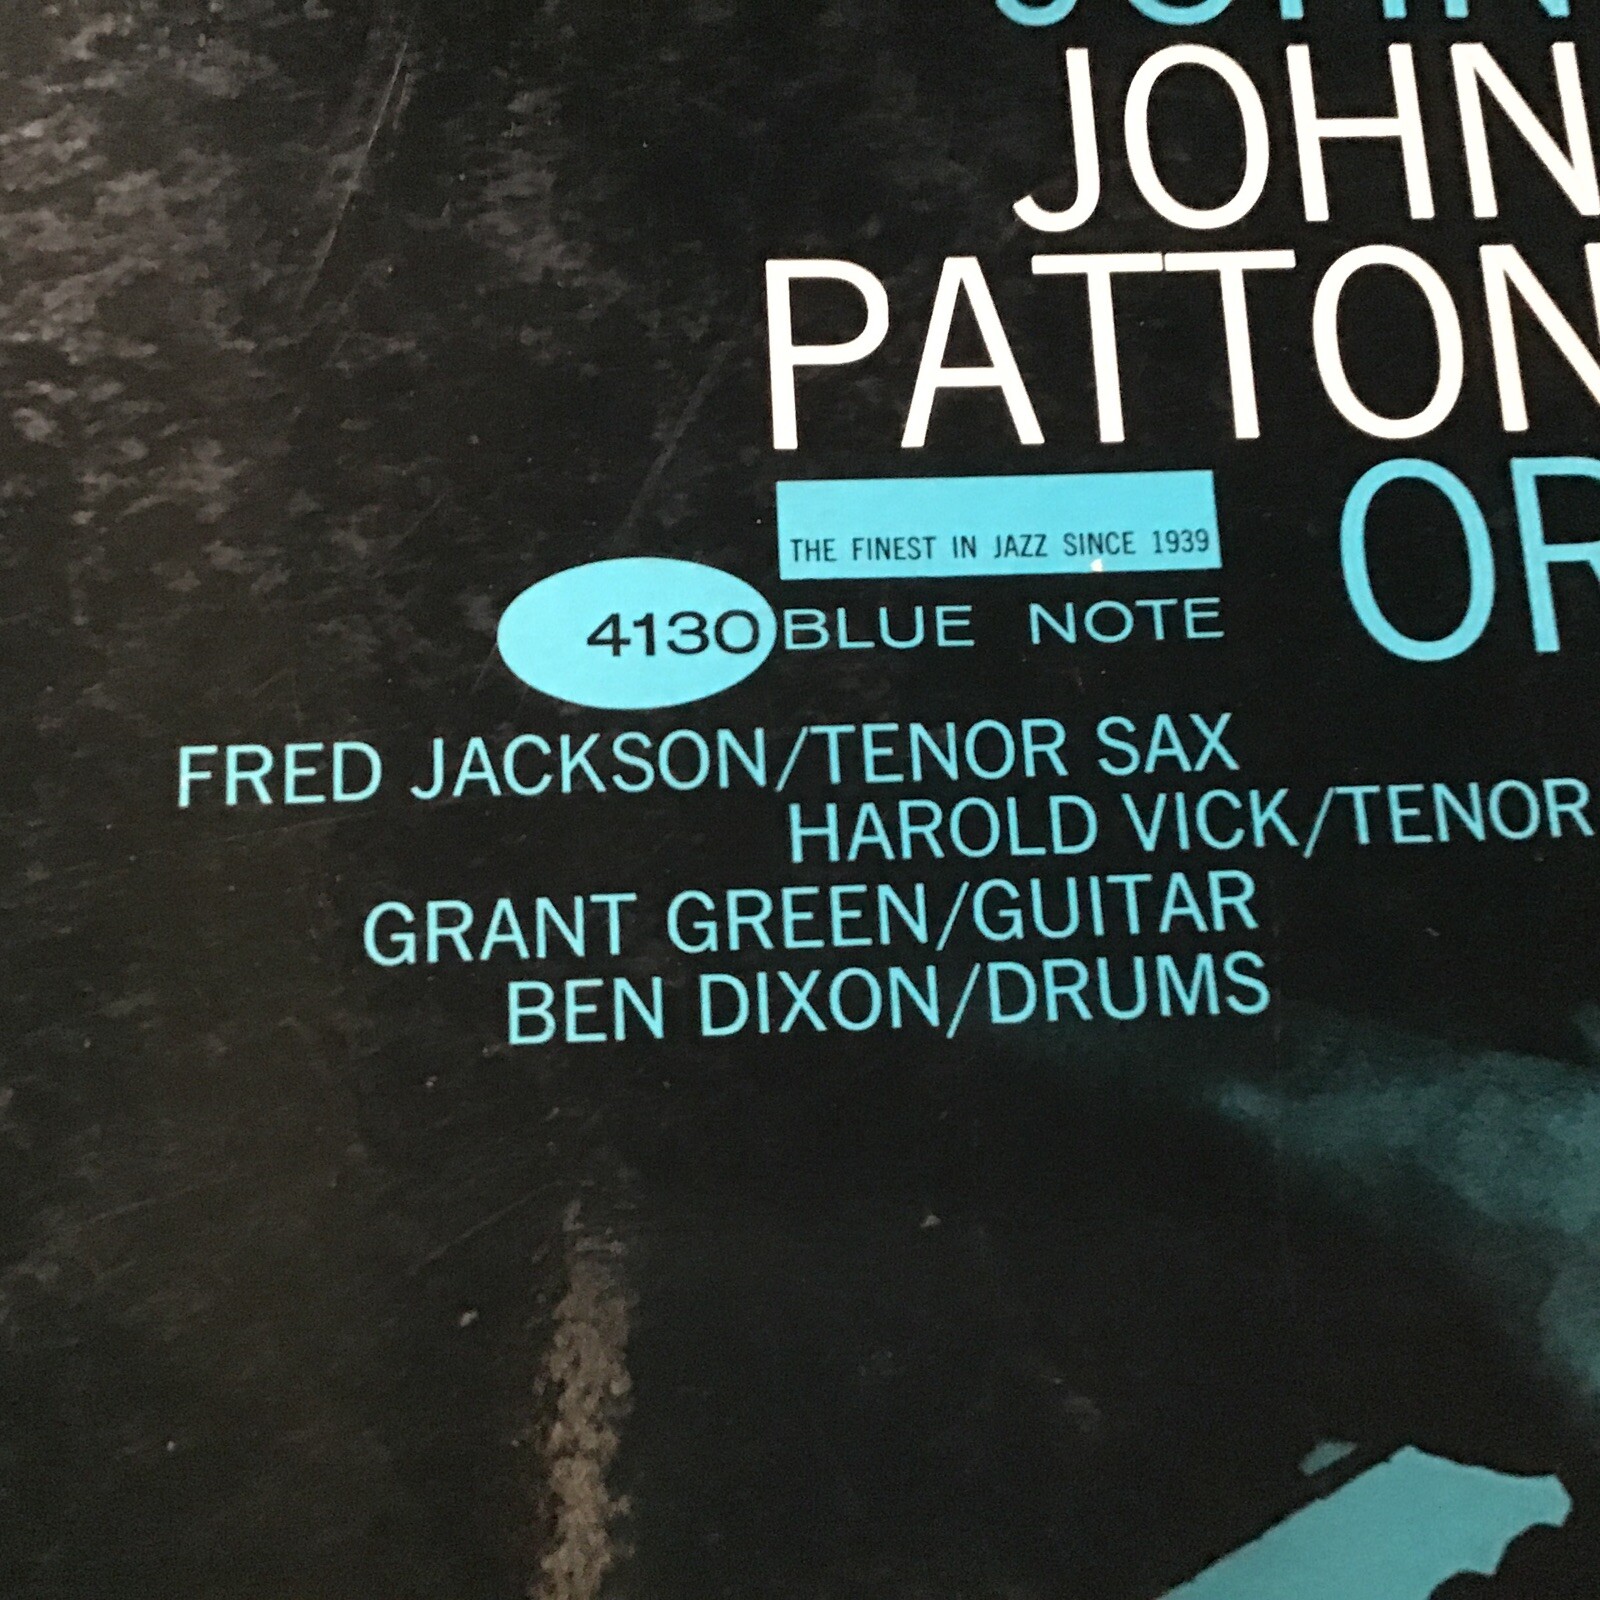 JOHN
JOHN
PATTON
OR
THE FINEST IN JAZZ SINCE 1939
4130 BLUE NOTE
FRED JACKSON/TENOR SAX
HAROLD VICK/TENOR
GRANT GREEN/GUITAR
BEN DIXON/DRUMS